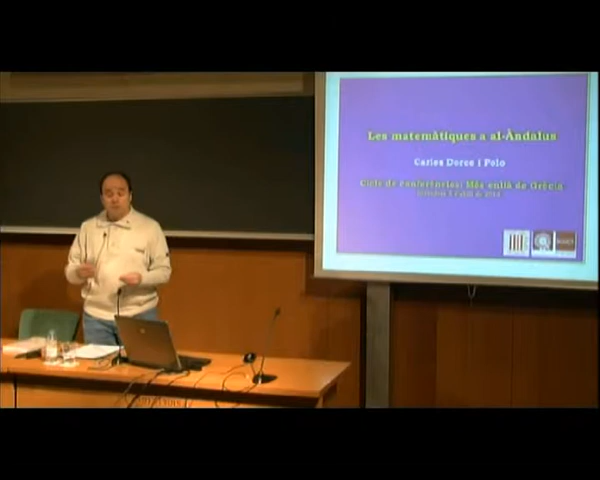 Les matemàtiques a al-Àndalus
Carles Dorce i Polo
Cicle de conferències: Més enllà de Grècia